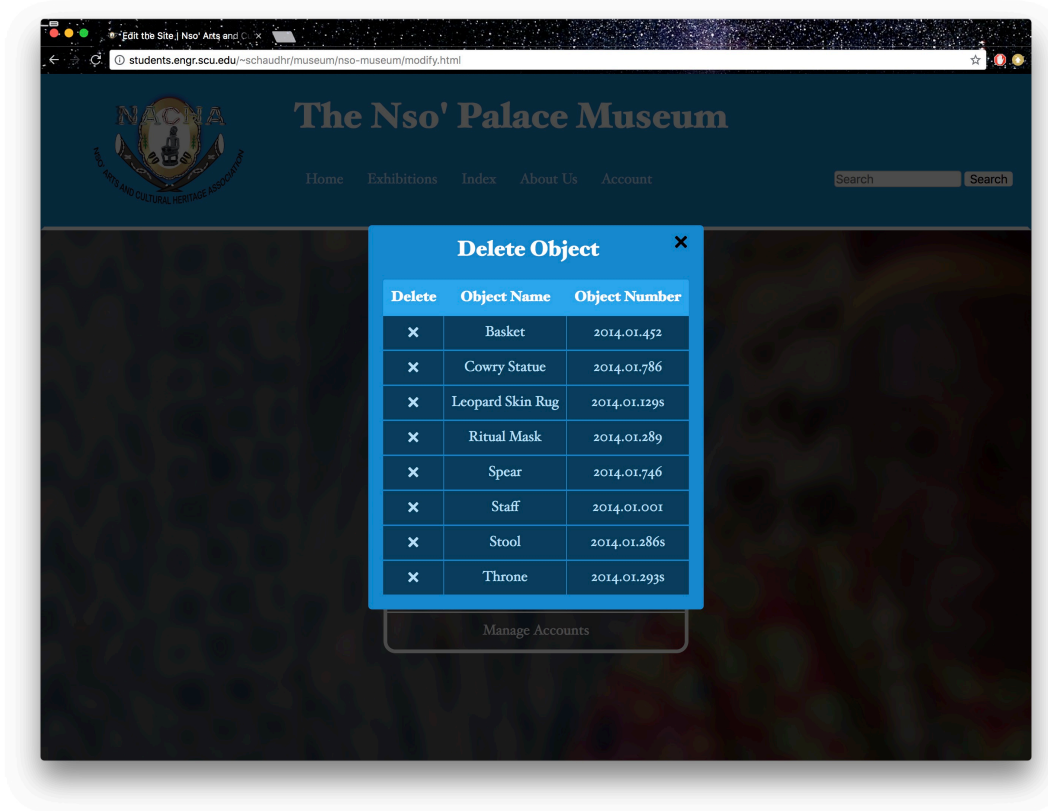 Edit the Site | Nso' Arts and Cu
students.engr.scu.edu/~schaudhr/museum/nso-museum/modify.html
NACHA
NSO' ARTS AND CULTURAL HERITAGE ASSOCIATION
The Nso' Palace Museum
Home Exhibitions Index About Us Account
Search Search
Delete Object
Delete Object Name Object Number
Basket 2014.01.452
Cowry Statue 2014.01.786
Leopard Skin Rug 2014.01.129s
Ritual Mask 2014.01.289
Spear 2014.01.746
Staff 2014.01.001
Stool 2014.01.286s
Throne 2014.01.293s
Manage Accounts